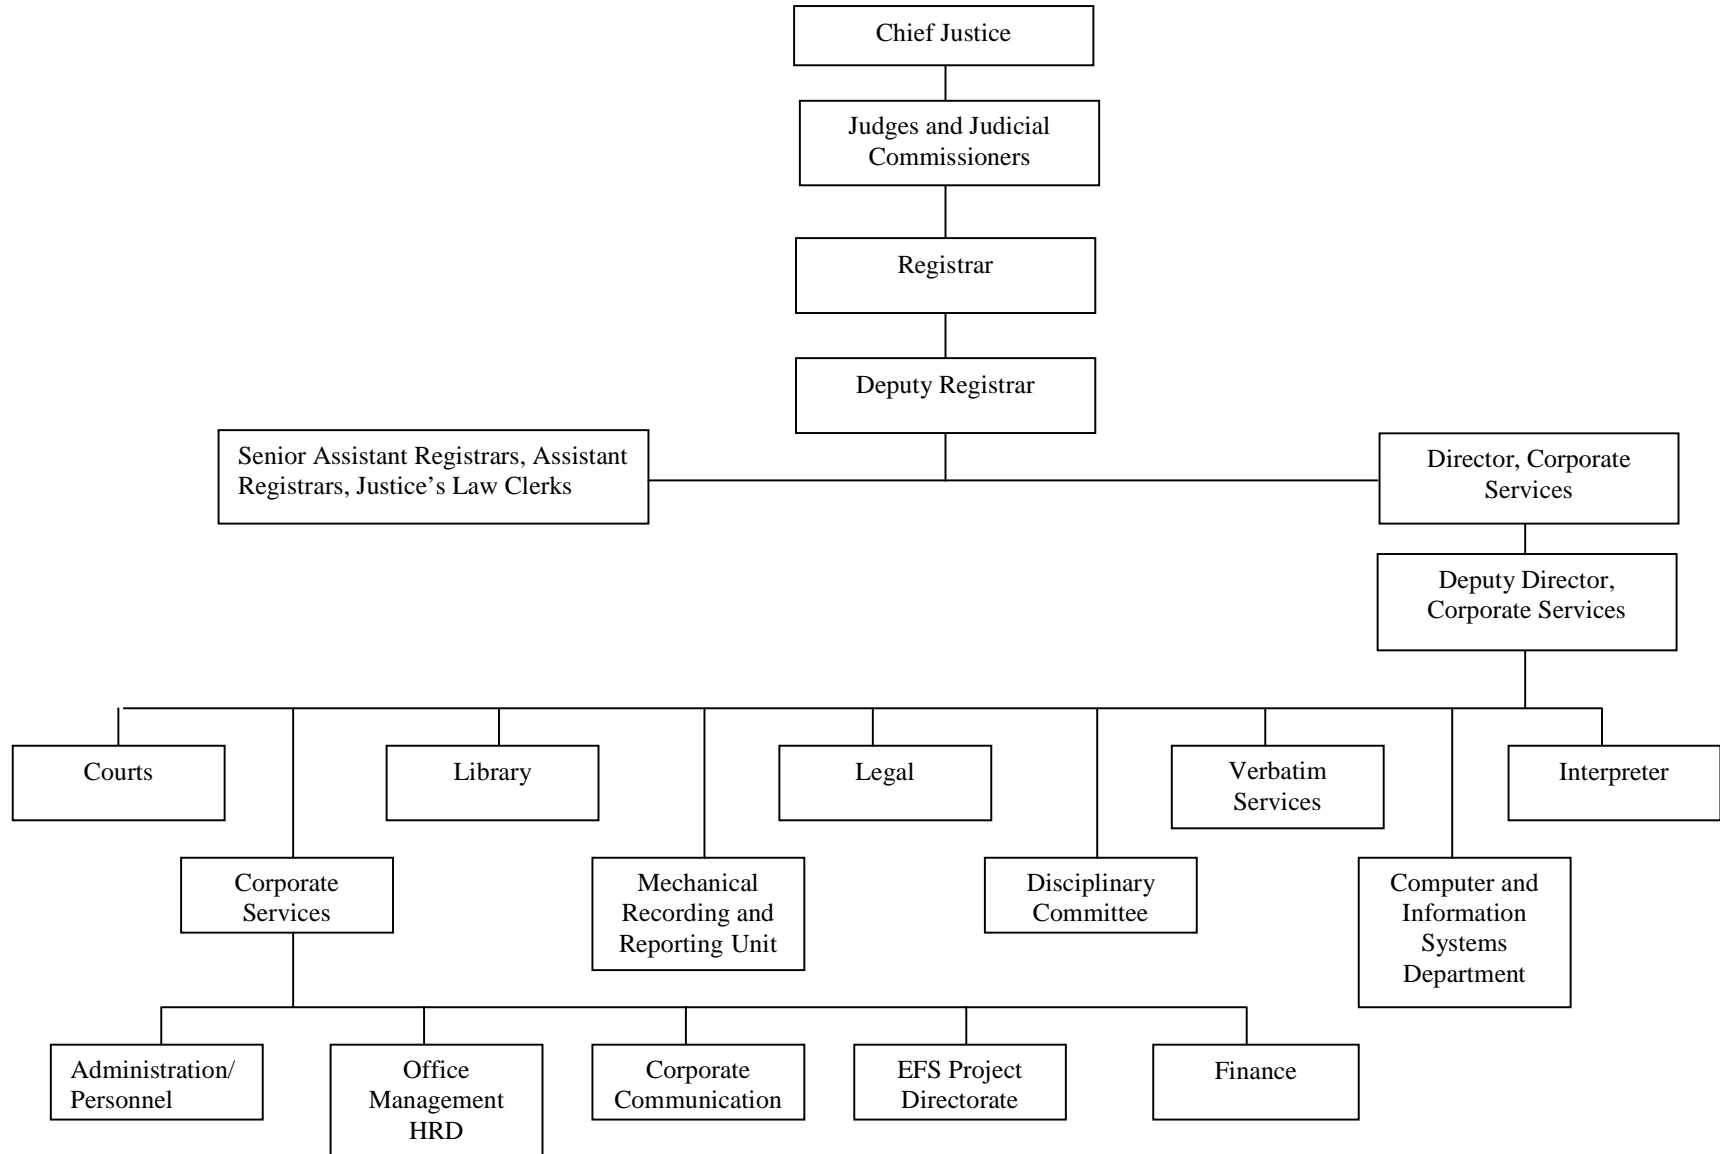 Chief Justice
Judges and Judicial
Commissioners
Registrar
Deputy Registrar
Senior Assistant Registrars, Assistant
Registrars, Justice’s Law Clerks
Director, Corporate
Services
Deputy Director,
Corporate Services
Courts
Library
Legal
Verbatim
Services
Interpreter
Corporate
Services
Mechanical
Recording and
Reporting Unit
Disciplinary
Committee
Computer and
Information
Systems
Department
Administration/
Personnel
Office
Management
HRD
Corporate
Communication
EFS Project
Directorate
Finance